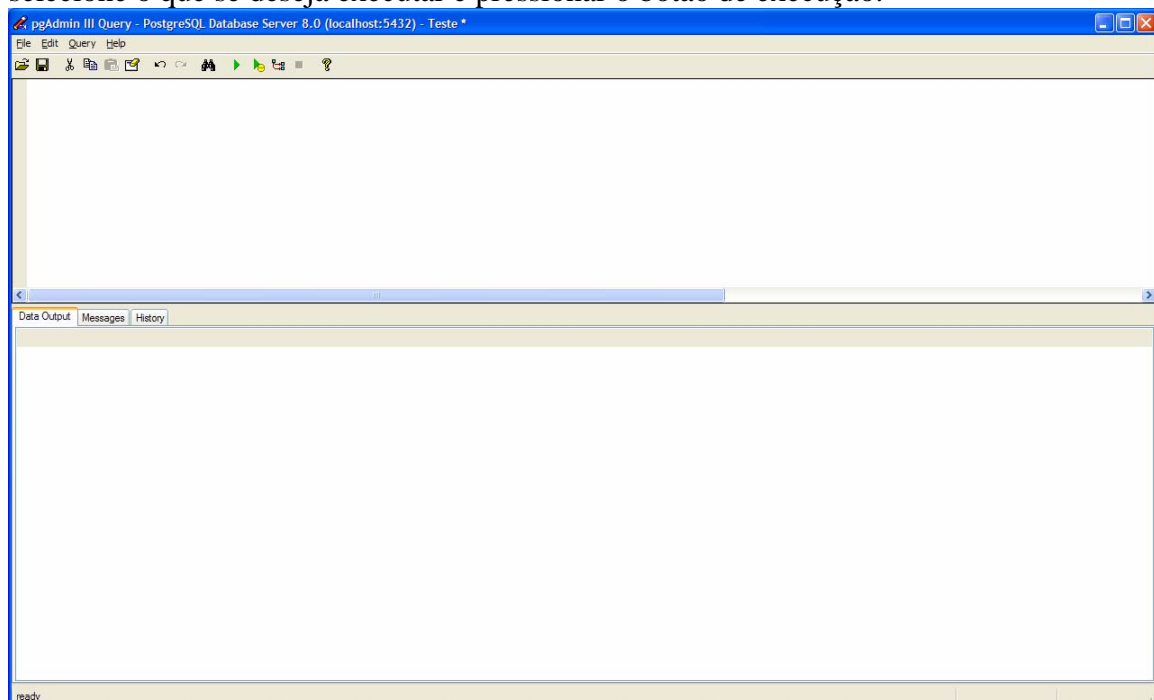 selecione o que se deseja executar e pressionar o botão de execução.
pgAdmin III Query - PostgreSQL Database Server 8.0 (localhost:5432) - Teste *
File Edit Query Help
Data Output Messages History
ready